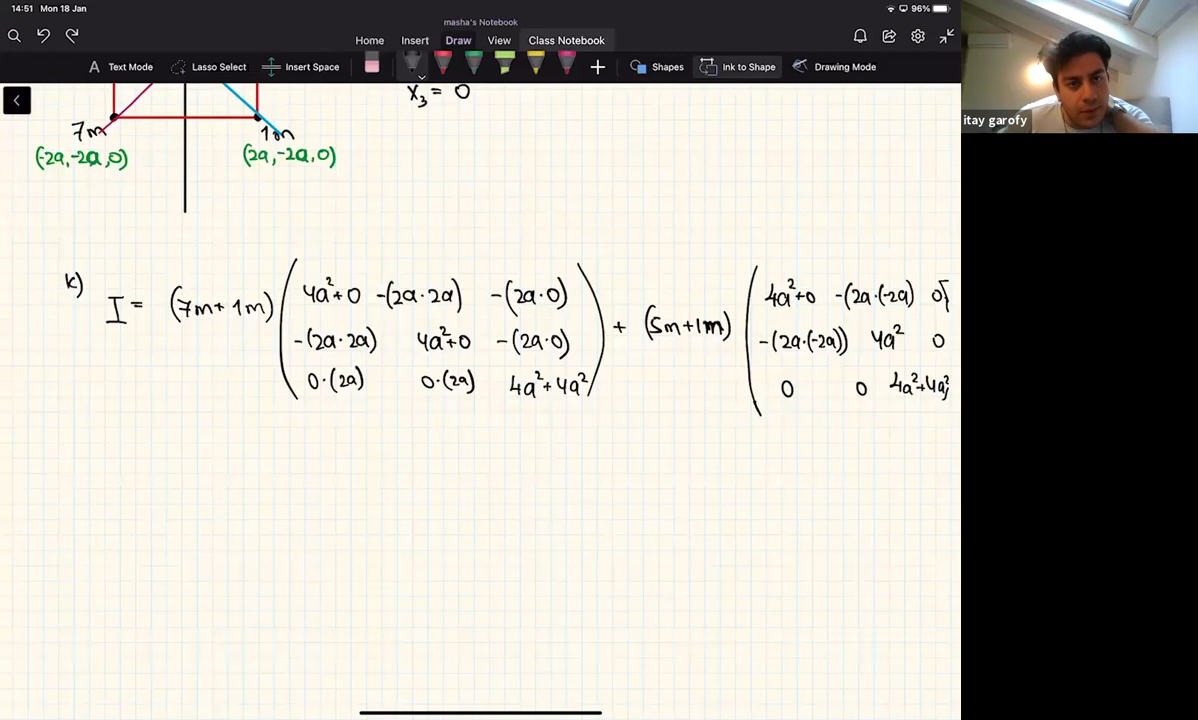 14:51 Mon 18 Jan
96%
masha's Notebook
Home Insert Draw View Class Notebook
A Text Mode Lasso Select Insert Space Shapes Ink to Shape Drawing Mode
itay garofy
x₃ = 0
7m 1m
(-2a,-2a,0) (2a,-2a,0)
k)
I = (7m+1m) ( 4a²+0 -(2a·2a) -(2a·0)
-(2a·2a) 4a²+0 -(2a·0)
0·(2a) 0·(2a) 4a²+4a² )
+ (5m+1m) ( 4a²+0 -(2a·(-2a) 0
-(2a·(-2a)) 4a² 0
0 0 4a²+4a²